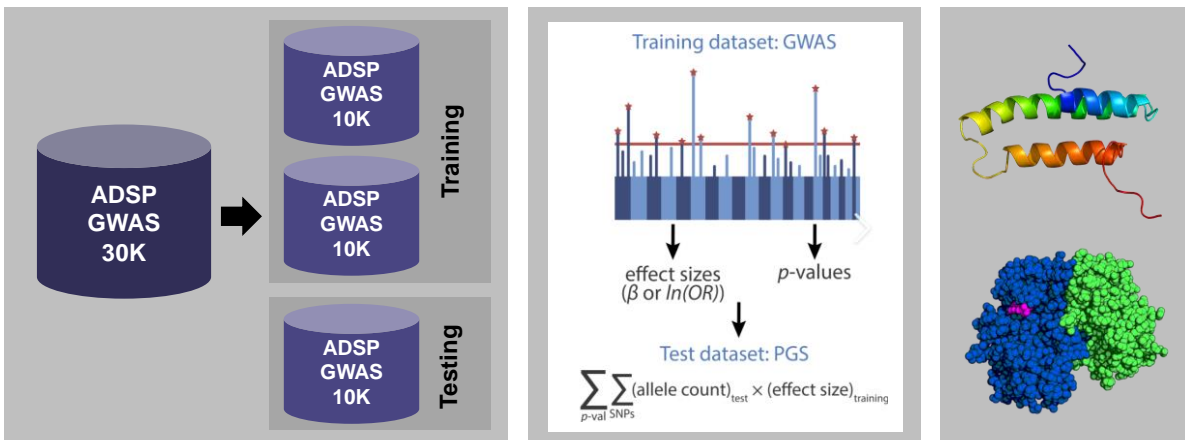 ADSP
GWAS
30K
ADSP
GWAS
10K
ADSP
GWAS
10K
Training
ADSP
GWAS
10K
Testing
Training dataset: GWAS
effect sizes
(β or ln(OR))
p-values
Test dataset: PGS
∑ ∑ (allele count)test × (effect size)training
p-val SNPs